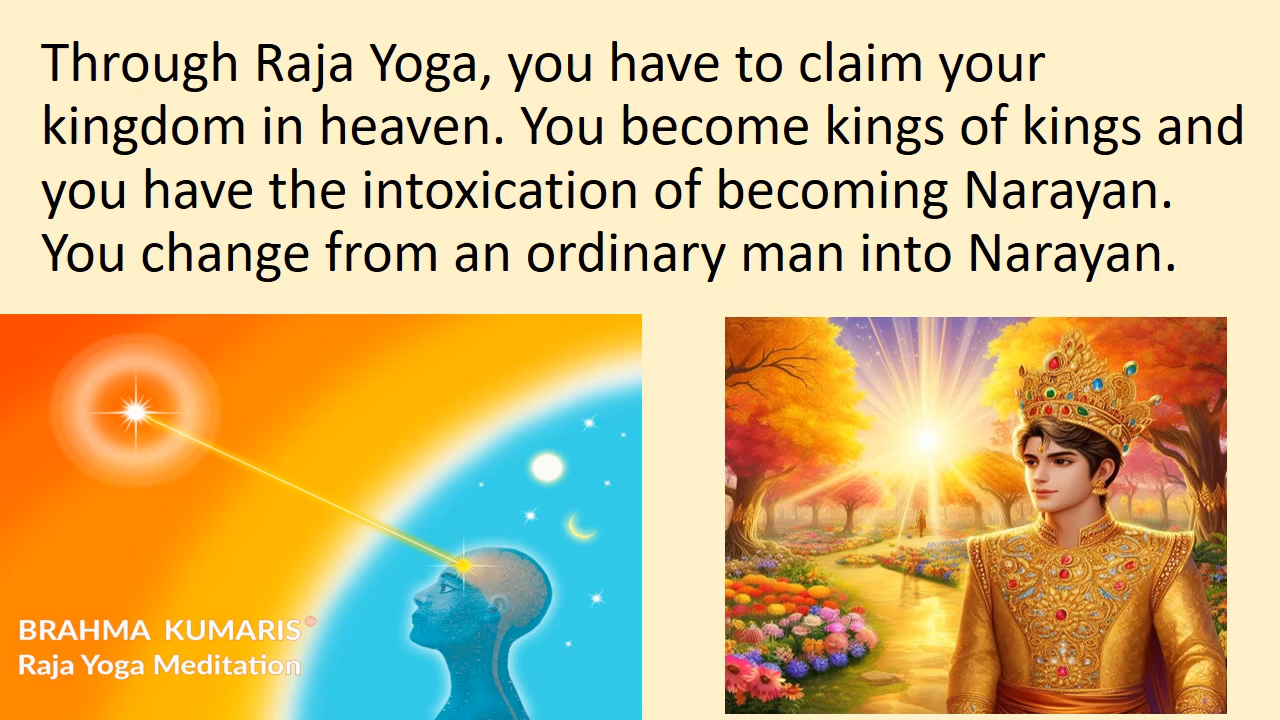 Through Raja Yoga, you have to claim your
kingdom in heaven. You become kings of kings and
you have the intoxication of becoming Narayan.
You change from an ordinary man into Narayan.
BRAHMA KUMARIS®
Raja Yoga Meditation